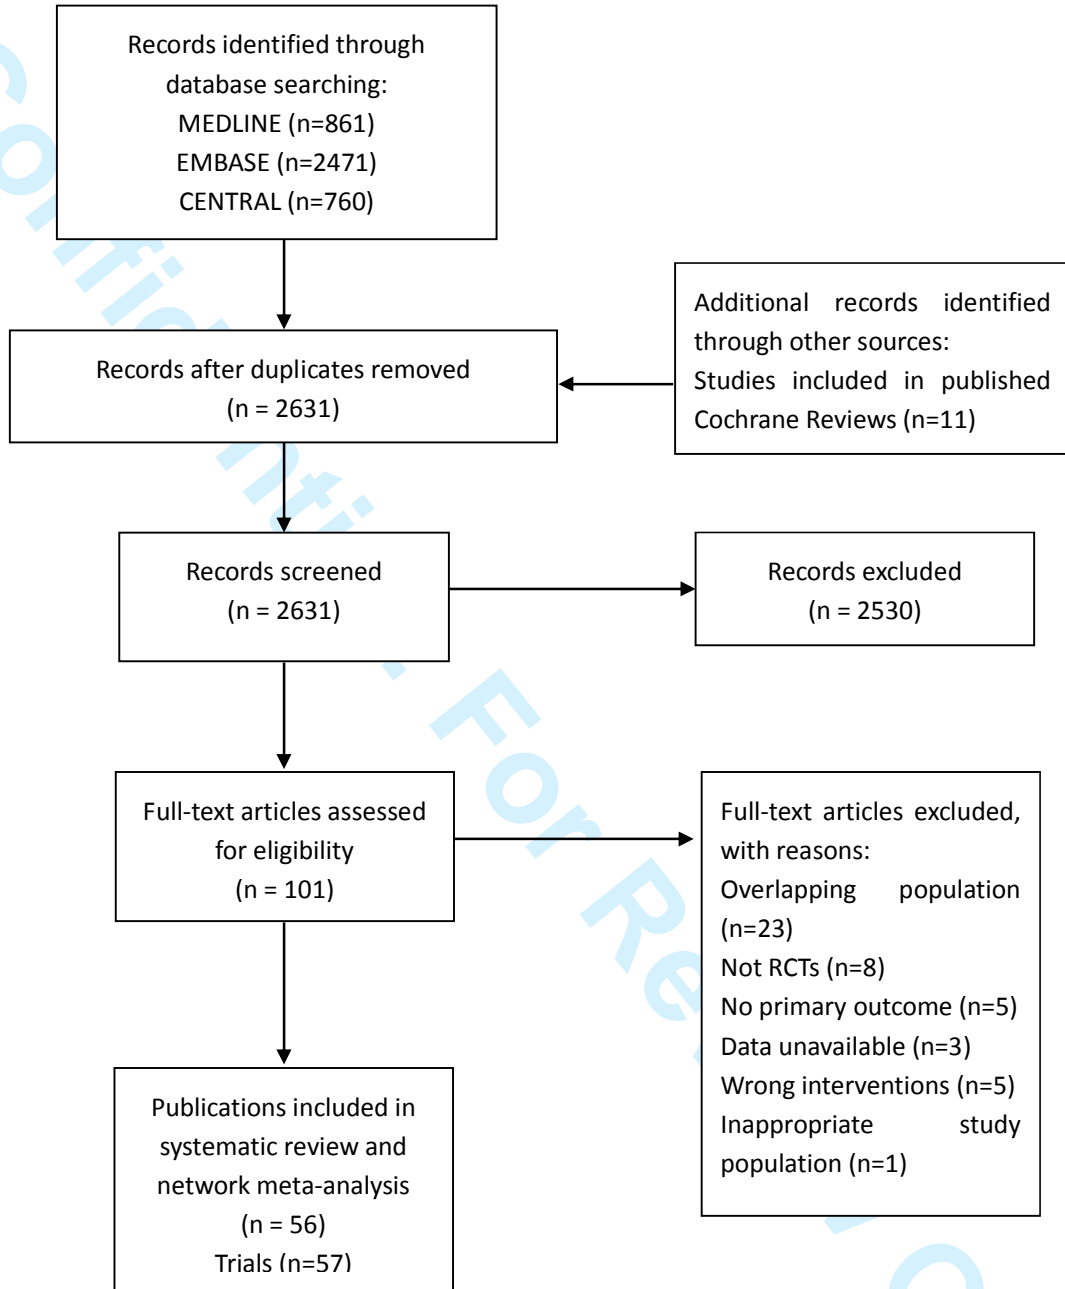 Records identified through
database searching:
MEDLINE (n=861)
EMBASE (n=2471)
CENTRAL (n=760)
Additional records identified
through other sources:
Studies included in published
Cochrane Reviews (n=11)
Records after duplicates removed
(n = 2631)
Records screened
(n = 2631)
Records excluded
(n = 2530)
Full-text articles assessed
for eligibility
(n = 101)
Full-text articles excluded,
with reasons:
Overlapping population
(n=23)
Not RCTs (n=8)
No primary outcome (n=5)
Data unavailable (n=3)
Wrong interventions (n=5)
Inappropriate study
population (n=1)
Publications included in
systematic review and
network meta-analysis
(n = 56)
Trials (n=57)